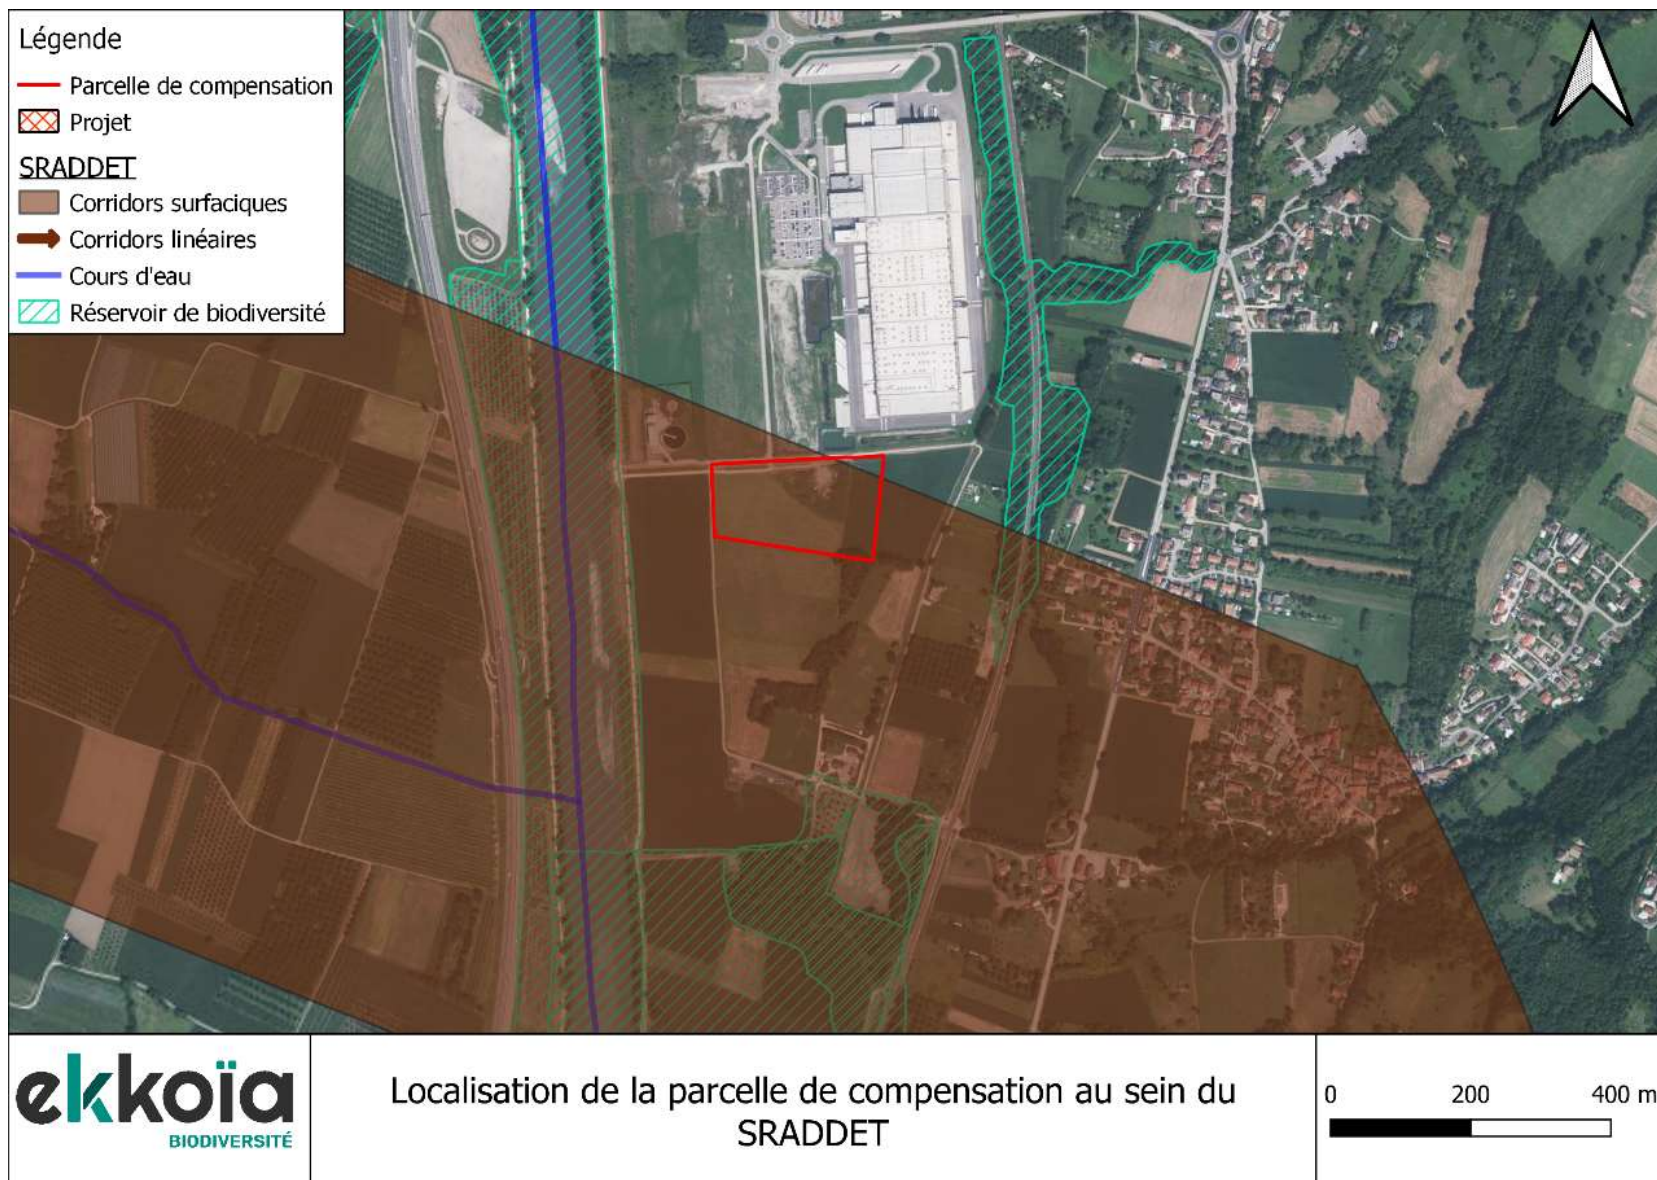 Légende
Parcelle de compensation
Projet
SRADDET
Corridors surfaciques
Corridors linéaires
Cours d'eau
Réservoir de biodiversité
ekkoïa
BIODIVERSITÉ
Localisation de la parcelle de compensation au sein du
SRADDET
0 200 400 m